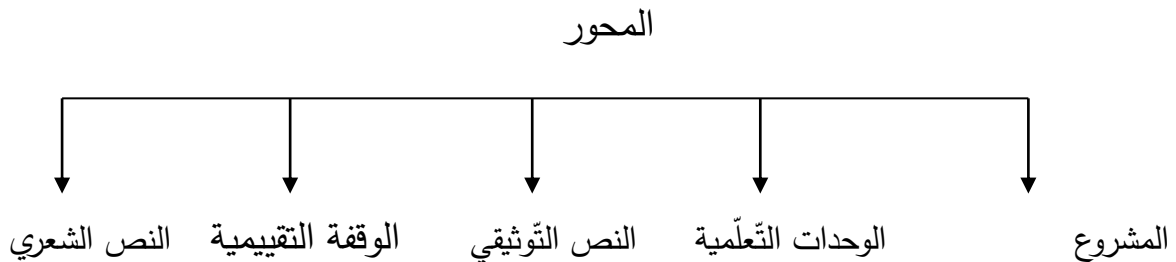 المحور
المشروع الوحدات التّعلّمية النص التّوثيقي الوقفة التقييمية النص الشعري